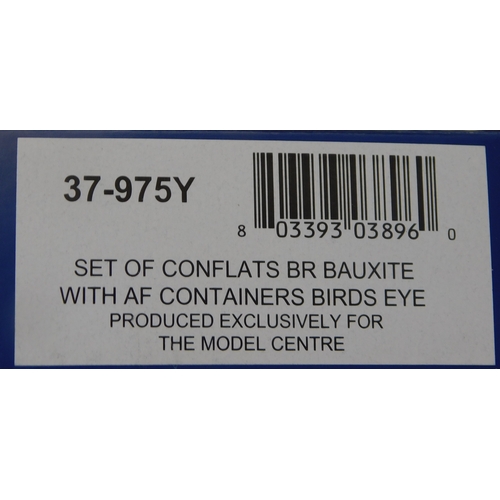 37-975Y
8 03393 03896 0
SET OF CONFLATS BR BAUXITE
WITH AF CONTAINERS BIRDS EYE
PRODUCED EXCLUSIVELY FOR
THE MODEL CENTRE